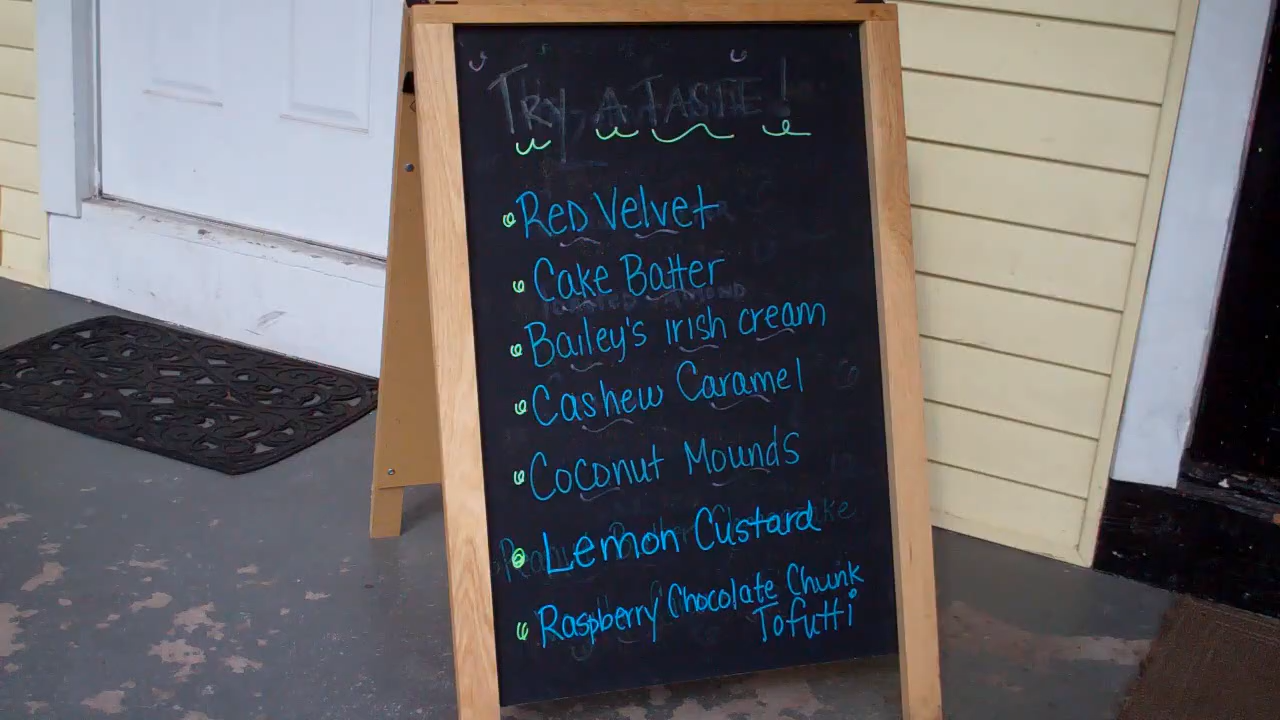 TRY A TASTE!
Red Velvet
Cake Batter
Bailey's irish cream
Cashew Caramel
Coconut Mounds
Lemon Custard
Raspberry Chocolate Chunk
Tofutti